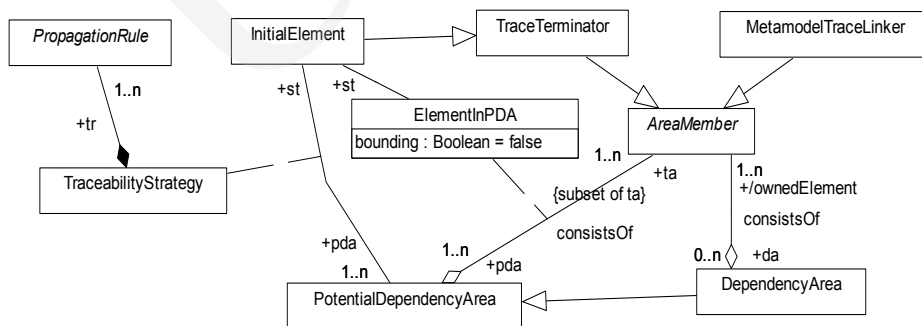 PropagationRule
InitialElement
TraceTerminator
MetamodelTraceLinker
+st
+st
1..n
+tr
ElementInPDA
bounding : Boolean = false
AreaMember
1..n
+ta
1..n
+/ownedElement
TraceabilityStrategy
{subset of ta}
consistsOf
consistsOf
+pda
1..n
1..n
+pda
0..n
+da
PotentialDependencyArea
DependencyArea